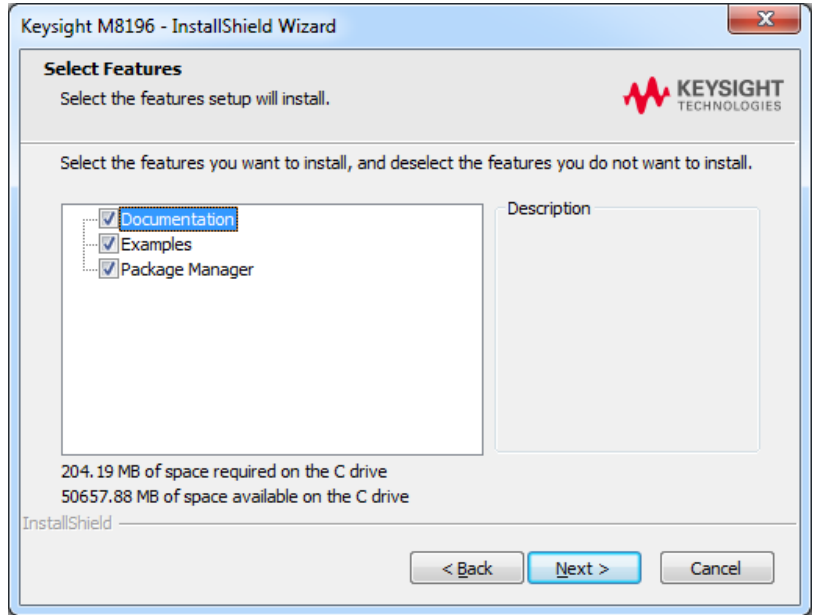 Keysight M8196 - InstallShield Wizard
Select Features
Select the features setup will install.
KEYSIGHT
TECHNOLOGIES
Select the features you want to install, and deselect the features you do not want to install.
Documentation
Examples
Package Manager
Description
204.19 MB of space required on the C drive
50657.88 MB of space available on the C drive
InstallShield
< Back
Next >
Cancel